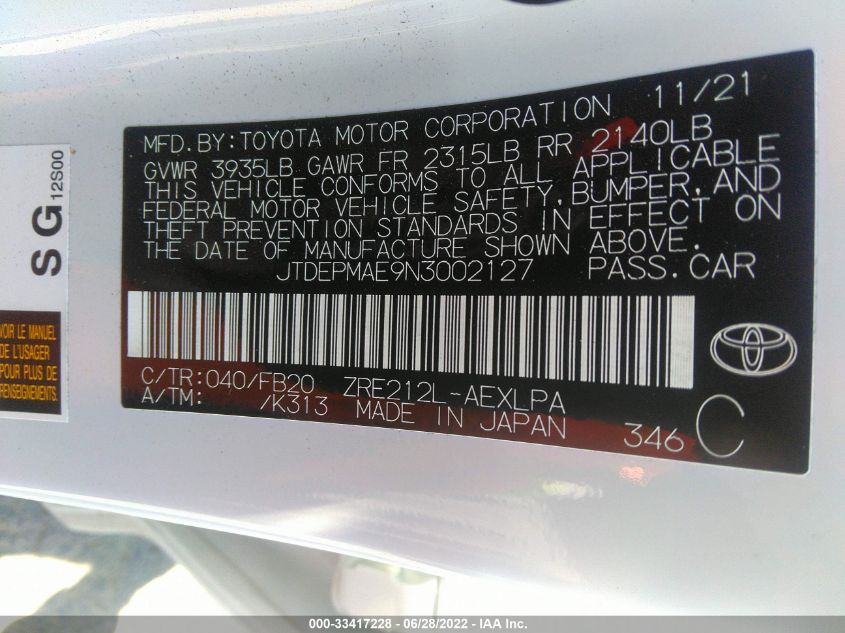 MFD.BY:TOYOTA MOTOR CORPORATION 11/21
GVWR 3935LB GAWR FR 2315LB RR 2140LB
THIS VEHICLE CONFORMS TO ALL APPLICABLE
FEDERAL MOTOR VEHICLE SAFETY,BUMPER,AND
THEFT PREVENTION STANDARDS IN EFFECT ON
THE DATE OF MANUFACTURE SHOWN ABOVE.
JTDEPMAE9N3002127 PASS.CAR
C/TR:040/FB20 ZRE212L-AEXLPA
A/TM: /K313 MADE IN JAPAN 346 C
SG
12S00
VOIR LE MANUEL
DE L'USAGER
POUR PLUS DE
RENSEIGNEMENTS.
000-33417228 - 06/28/2022 - IAA Inc.